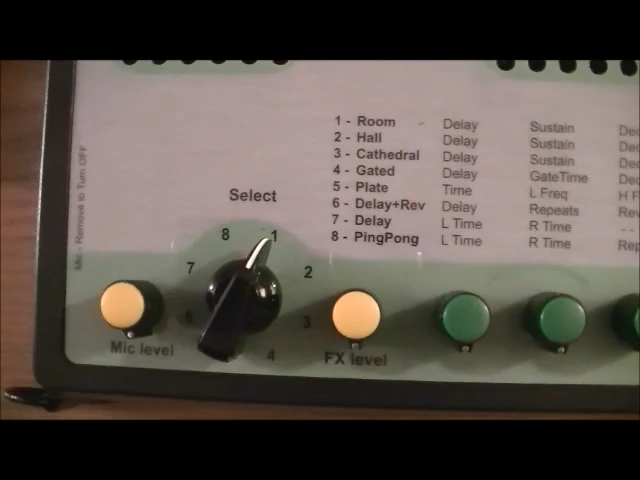 Mic - Remove to Turn OFF
1 - Room Delay Sustain
2 - Hall Delay Sustain
3 - Cathedral Delay Sustain
4 - Gated Delay GateTime
5 - Plate Time L Freq
6 - Delay+Rev Delay Repeats
7 - Delay L Time R Time - -
8 - PingPong L Time R Time
Select
8 1
7 2
6 3
4
Mic level
FX level